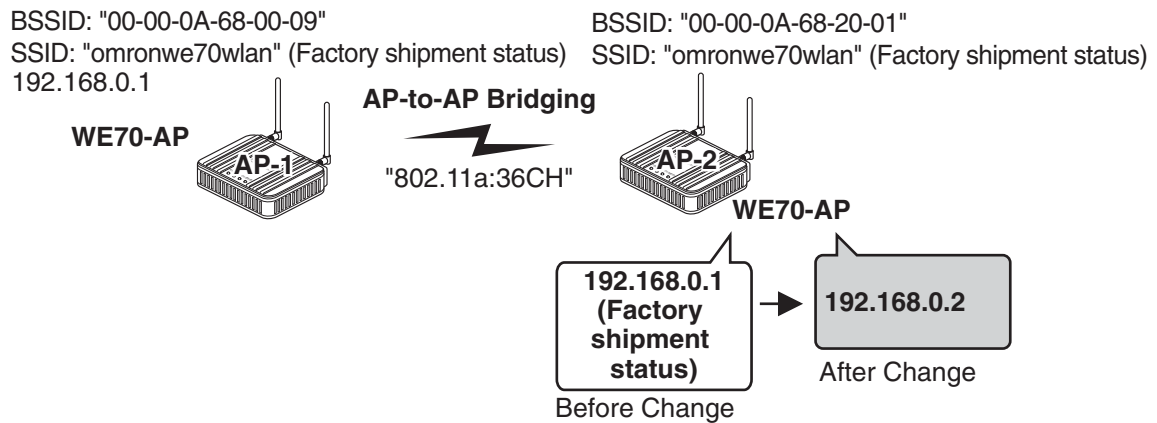 BSSID: "00-00-0A-68-00-09"
SSID: "omronwe70wlan" (Factory shipment status)
192.168.0.1
BSSID: "00-00-0A-68-20-01"
SSID: "omronwe70wlan" (Factory shipment status)
AP-to-AP Bridging
WE70-AP
AP-1
"802.11a:36CH"
AP-2
WE70-AP
192.168.0.1
(Factory
shipment
status)
Before Change
192.168.0.2
After Change